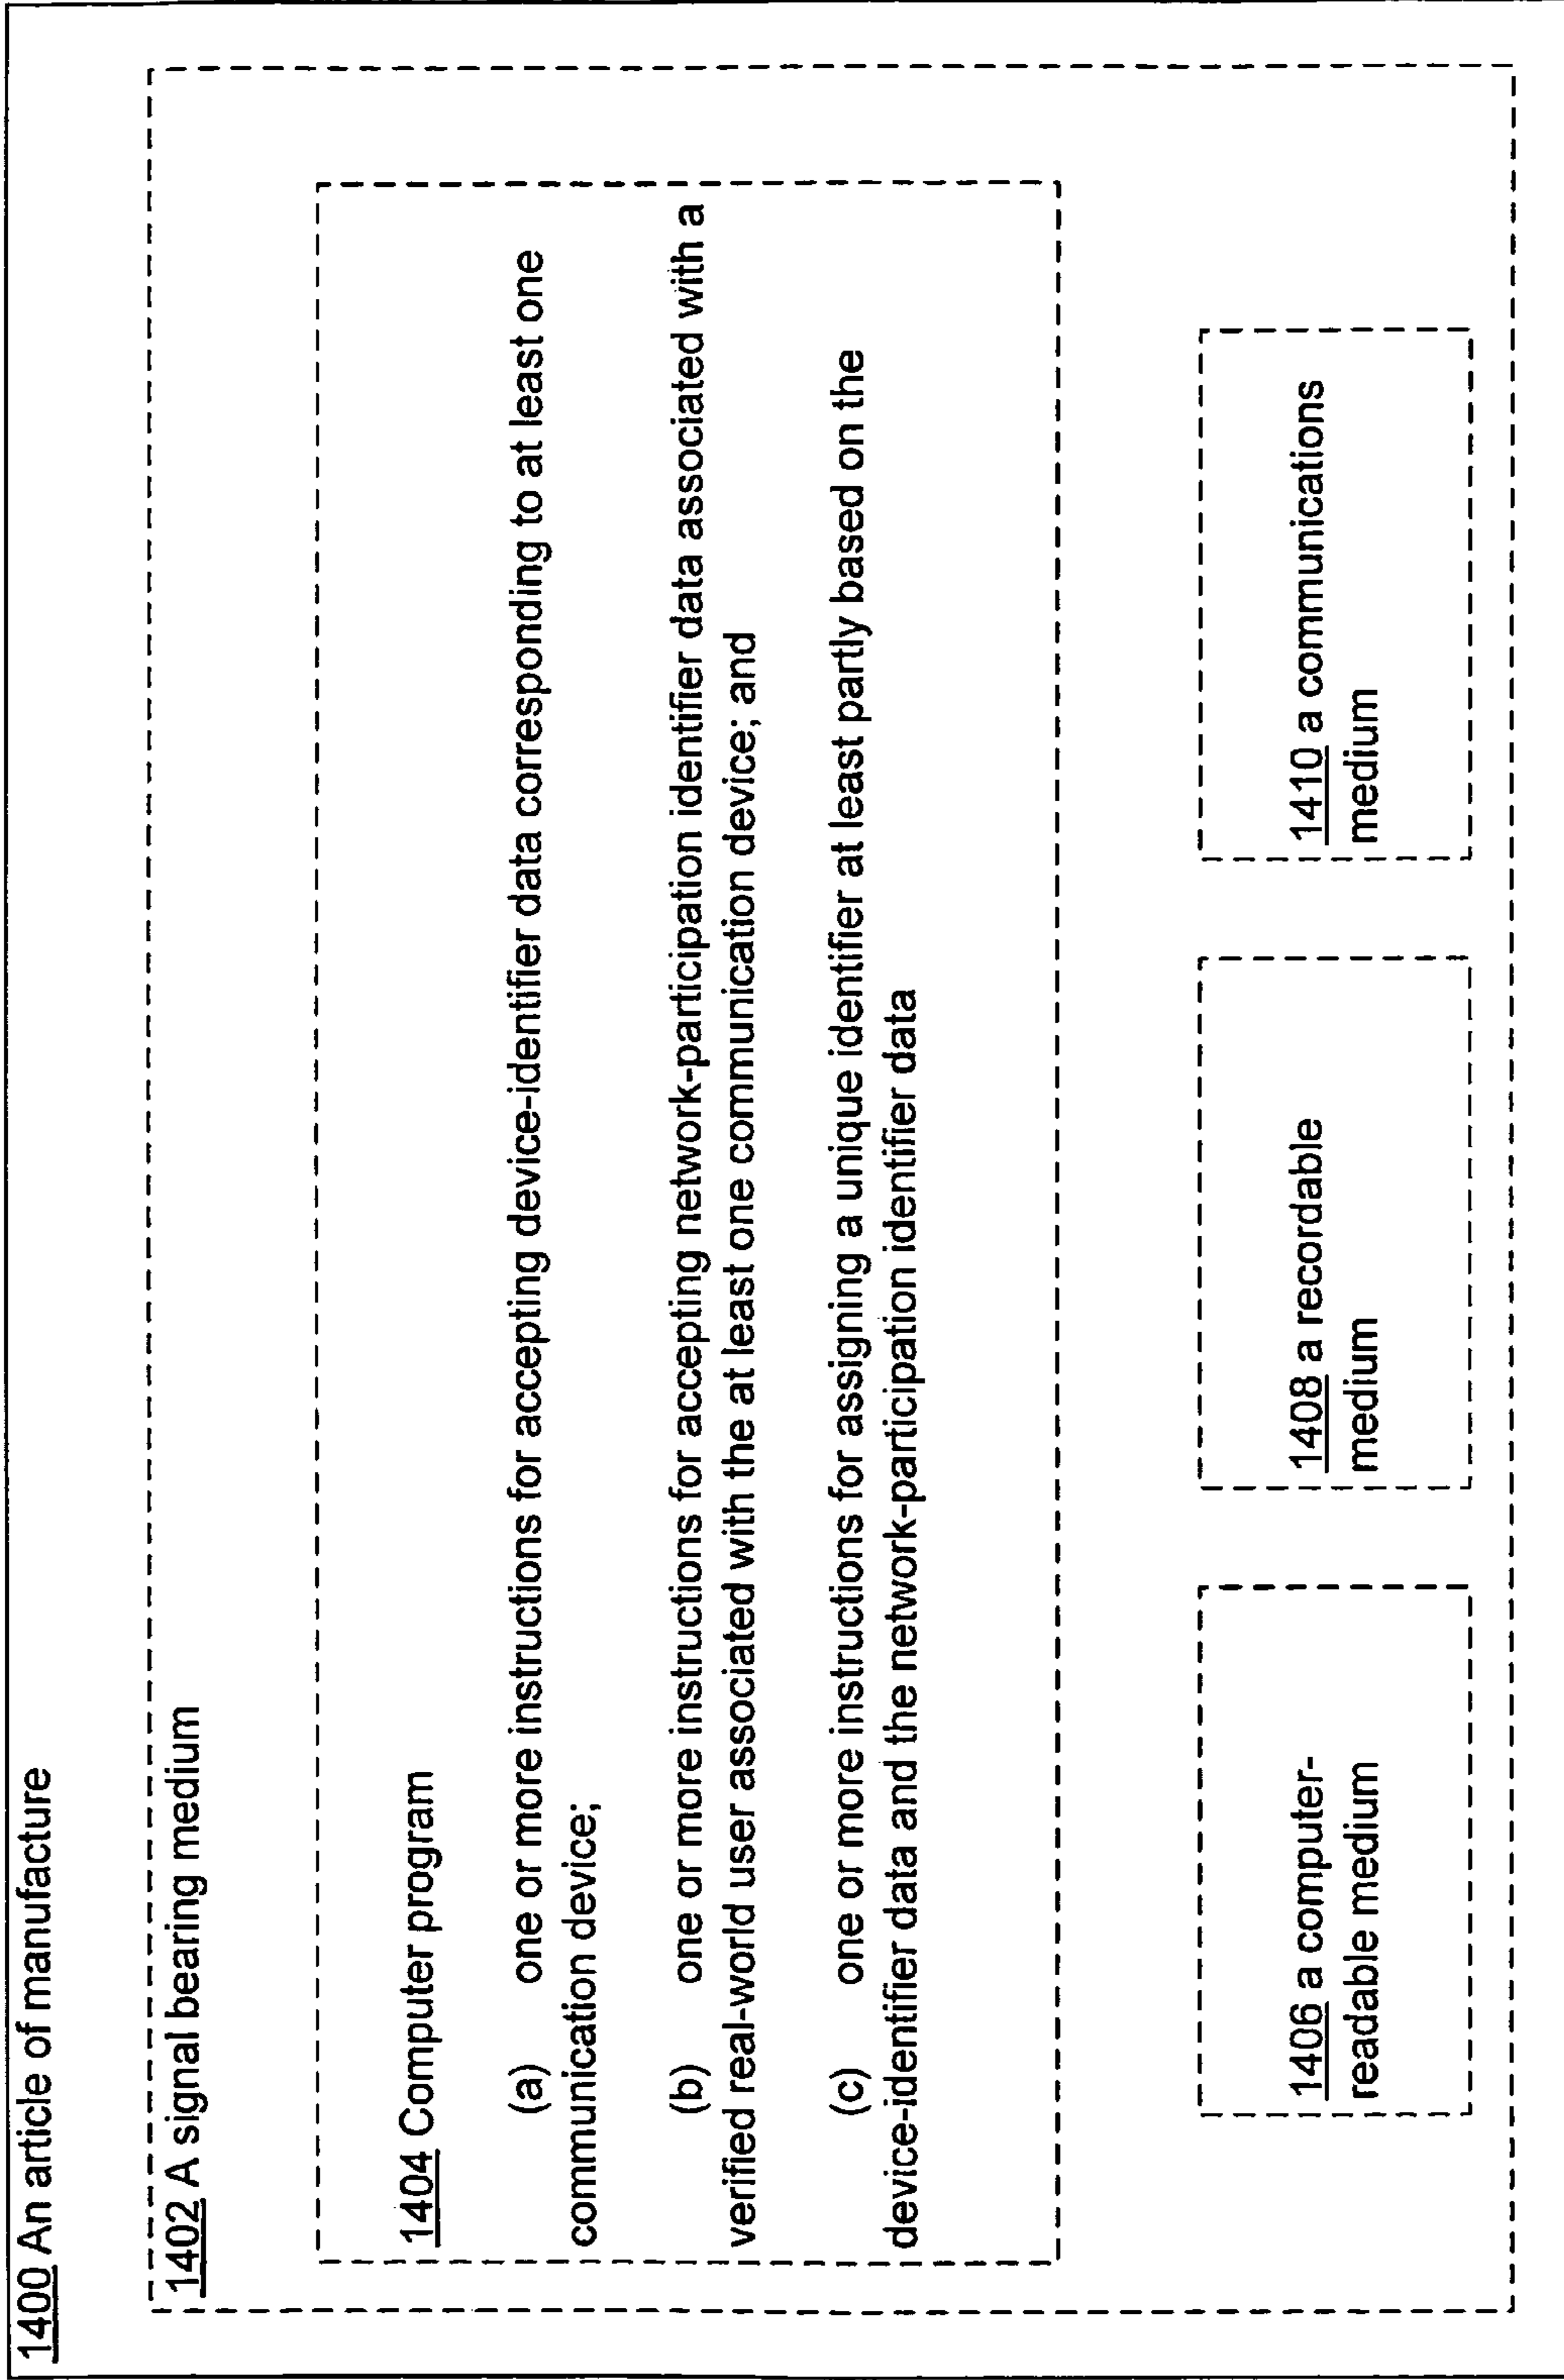 1400 An article of manufacture
1402 A signal bearing medium
1404 Computer program
(a) one or more instructions for accepting device-identifier data corresponding to at least one
communication device;
(b) one or more instructions for accepting network-participation identifier data associated with a
verified real-world user associated with the at least one communication device; and
(c) one or more instructions for assigning a unique identifier at least partly based on the
device-identifier data and the network-participation identifier data
1406 a computer-
readable medium
1408 a recordable
medium
1410 a communications
medium